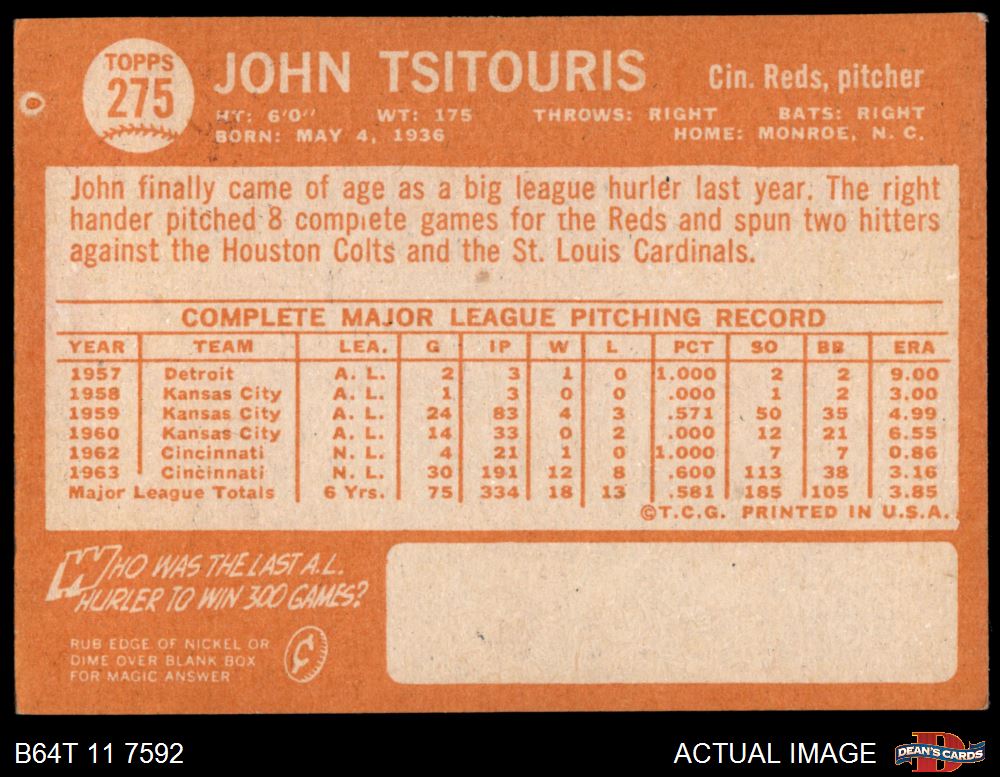 TOPPS
275
JOHN TSITOURIS
Cin. Reds, pitcher
HT: 6'0" WT: 175 THROWS: RIGHT BATS: RIGHT
BORN: MAY 4, 1936 HOME: MONROE, N. C.
John finally came of age as a big league hurler last year. The right
hander pitched 8 complete games for the Reds and spun two hitters
against the Houston Colts and the St. Louis Cardinals.
COMPLETE MAJOR LEAGUE PITCHING RECORD
YEAR TEAM LEA. G IP W L PCT SO BB ERA
1957 Detroit A. L. 2 3 1 0 1.000 2 2 9.00
1958 Kansas City A. L. 1 3 0 0 .000 1 2 3.00
1959 Kansas City A. L. 24 83 4 3 .571 50 35 4.99
1960 Kansas City A. L. 14 33 0 2 .000 12 21 6.55
1962 Cincinnati N. L. 4 21 1 0 1.000 7 7 0.86
1963 Cincinnati N. L. 30 191 12 8 .600 113 38 3.16
Major League Totals 6 Yrs. 75 334 18 13 .581 185 105 3.85
©T.C.G. PRINTED IN U.S.A.
WHO WAS THE LAST A.L.
HURLER TO WIN 300 GAMES?
RUB EDGE OF NICKEL OR
DIME OVER BLANK BOX
FOR MAGIC ANSWER
B64T 11 7592
ACTUAL IMAGE
DEAN'S CARDS